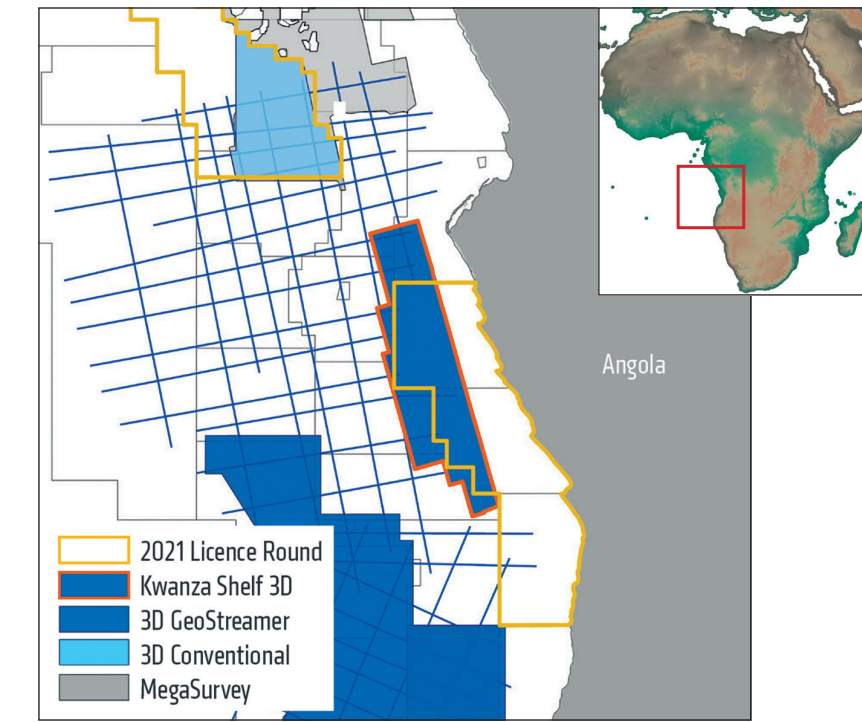 Angola
2021 Licence Round
Kwanza Shelf 3D
3D GeoStreamer
3D Conventional
MegaSurvey